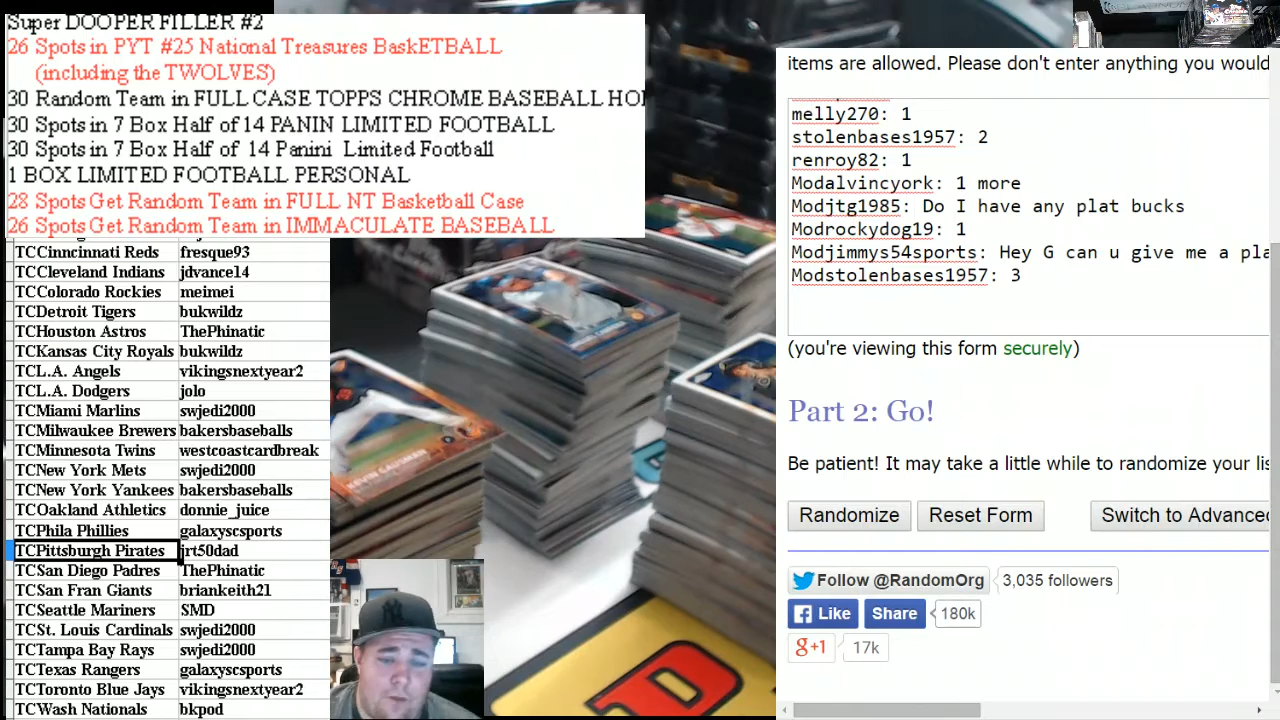 Super DOOPER FILLER #2
26 Spots in PYT #25 National Treasures BaskETBALL
(including the TWOLVES)
30 Random Team in FULL CASE TOPPS CHROME BASEBALL HO
30 Spots in 7 Box Half of 14 PANIN LIMITED FOOTBALL
30 Spots in 7 Box Half of 14 Panini Limited Football
1 BOX LIMITED FOOTBALL PERSONAL
28 Spots Get Random Team in FULL NT Basketball Case
26 Spots Get Random Team in IMMACULATE BASEBALL
TCCinncinnati Reds fresque93
TCCleveland Indians jdvance14
TCColorado Rockies meimei
TCDetroit Tigers bukwildz
TCHouston Astros ThePhinatic
TCKansas City Royals bukwildz
TCL.A. Angels vikingsnextyear2
TCL.A. Dodgers jolo
TCMiami Marlins swjedi2000
TCMilwaukee Brewers bakersbaseballs
TCMinnesota Twins westcoastcardbreak
TCNew York Mets swjedi2000
TCNew York Yankees bakersbaseballs
TCOakland Athletics donnie_juice
TCPhila Phillies galaxyscsports
TCPittsburgh Pirates jrt50dad
TCSan Diego Padres ThePhinatic
TCSan Fran Giants briankeith21
TCSeattle Mariners SMD
TCSt. Louis Cardinals swjedi2000
TCTampa Bay Rays swjedi2000
TCTexas Rangers galaxyscsports
TCToronto Blue Jays vikingsnextyear2
TCWash Nationals bkpod
KEVIN GAUSMAN
items are allowed. Please don't enter anything you would
melly270: 1
stolenbases1957: 2
renroy82: 1
Modalvincyork: 1 more
Modjtg1985: Do I have any plat bucks
Modrockydog19: 1
Modjimmys54sports: Hey G can u give me a pla
Modstolenbases1957: 3
(you're viewing this form securely)
Part 2: Go!
Be patient! It may take a little while to randomize your lis
Randomize Reset Form Switch to Advanced
Follow @RandomOrg 3,035 followers
Like Share 180k
g+1 17k